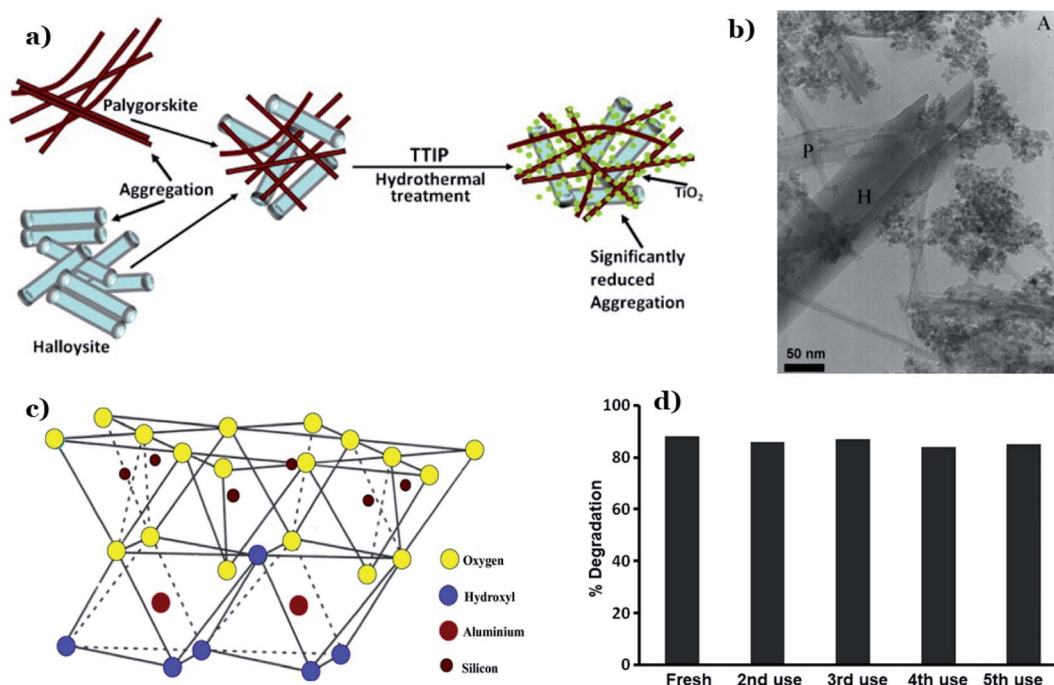 a)
Palygorskite
Aggregation
Halloysite
TTIP
Hydrothermal
treatment
TiO₂
Significantly
reduced
Aggregation
b)
A
P
H
50 nm
c)
Oxygen
Hydroxyl
Aluminium
Silicon
d)
% Degradation
100
80
60
40
20
0
Fresh 2nd use 3rd use 4th use 5th use